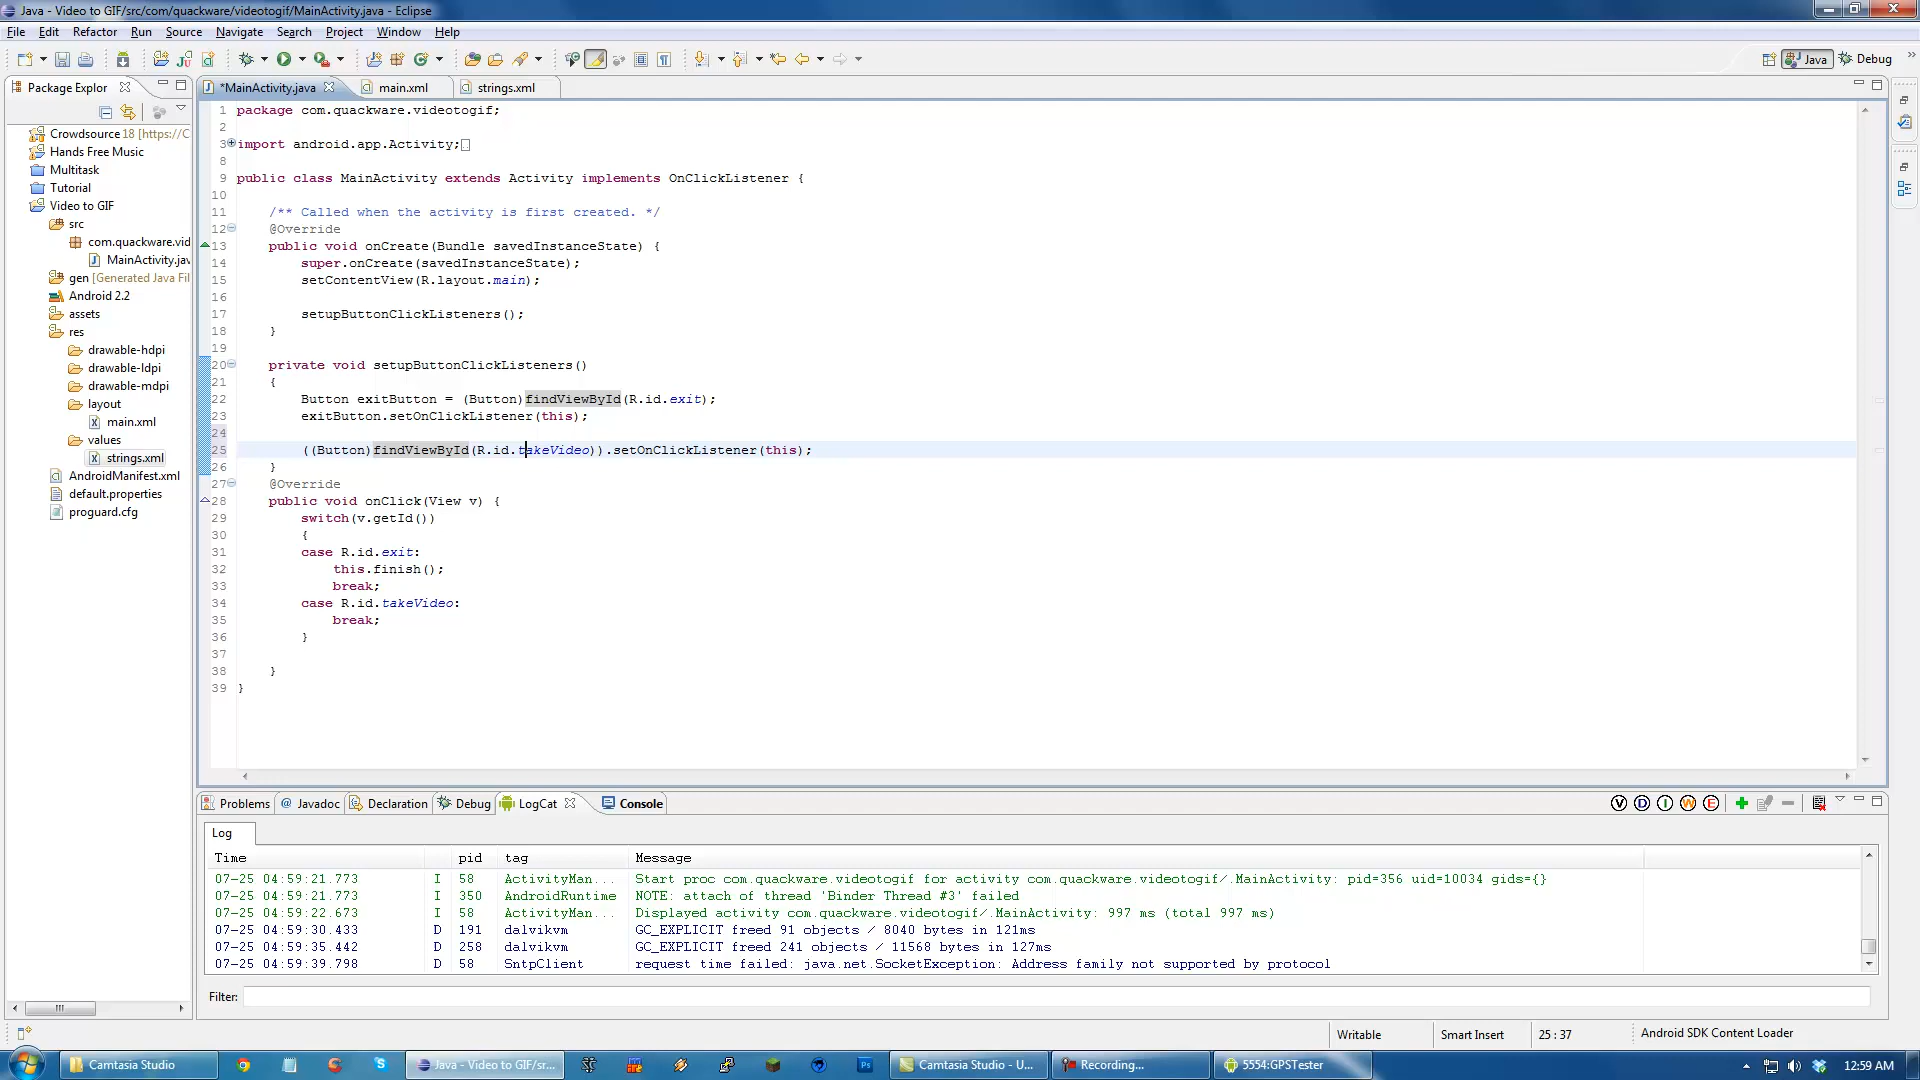 Java - Video to GIF/src/com/quackware/videotogif/MainActivity.java - Eclipse
File Edit Refactor Run Source Navigate Search Project Window Help
Java Debug
Package Explor
*MainActivity.java main.xml strings.xml
Crowdsource 18 [https://C
Hands Free Music
Multitask
Tutorial
Video to GIF
src
com.quackware.vid
MainActivity.jav
gen [Generated Java Fil
Android 2.2
assets
res
drawable-hdpi
drawable-ldpi
drawable-mdpi
layout
main.xml
values
strings.xml
AndroidManifest.xml
default.properties
proguard.cfg
1 package com.quackware.videotogif;
2
3 import android.app.Activity;
8
9 public class MainActivity extends Activity implements OnClickListener {
10
11 /** Called when the activity is first created. */
12 @Override
13 public void onCreate(Bundle savedInstanceState) {
14 super.onCreate(savedInstanceState);
15 setContentView(R.layout.main);
16
17 setupButtonClickListeners();
18 }
19
20 private void setupButtonClickListeners()
21 {
22 Button exitButton = (Button)findViewById(R.id.exit);
23 exitButton.setOnClickListener(this);
24
25 ((Button)findViewById(R.id.takeVideo)).setOnClickListener(this);
26 }
27 @Override
28 public void onClick(View v) {
29 switch(v.getId())
30 {
31 case R.id.exit:
32 this.finish();
33 break;
34 case R.id.takeVideo:
35 break;
36 }
37
38 }
39 }
Problems @ Javadoc Declaration Debug LogCat Console
V D I W E
Log
Time pid tag Message
07-25 04:59:21.773 I 58 ActivityMan... Start proc com.quackware.videotogif for activity com.quackware.videotogif/.MainActivity: pid=356 uid=10034 gids={}
07-25 04:59:21.773 I 350 AndroidRuntime NOTE: attach of thread 'Binder Thread #3' failed
07-25 04:59:22.673 I 58 ActivityMan... Displayed activity com.quackware.videotogif/.MainActivity: 997 ms (total 997 ms)
07-25 04:59:30.433 D 191 dalvikvm GC_EXPLICIT freed 91 objects / 8040 bytes in 121ms
07-25 04:59:35.442 D 258 dalvikvm GC_EXPLICIT freed 241 objects / 11568 bytes in 127ms
07-25 04:59:39.798 D 58 SntpClient request time failed: java.net.SocketException: Address family not supported by protocol
Filter:
Writable Smart Insert 25 : 37 Android SDK Content Loader
Camtasia Studio Java - Video to GIF/sr... Camtasia Studio - U... Recording... 5554:GPSTester 12:59 AM